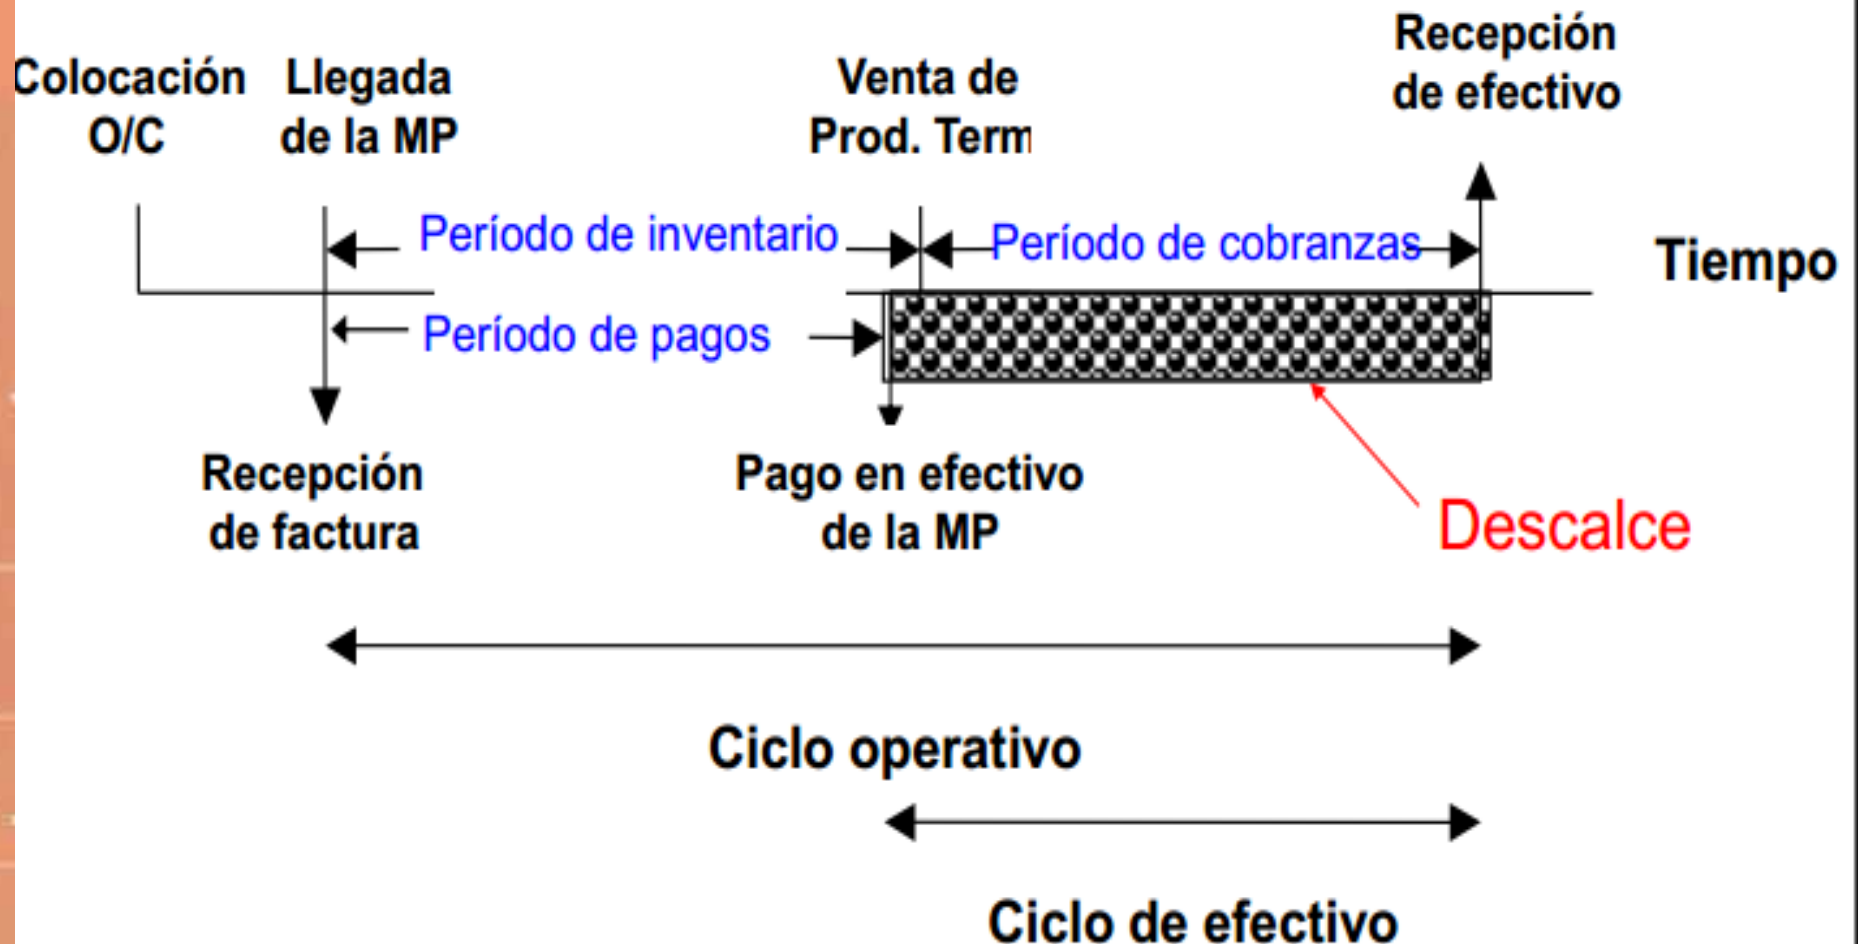 Recepción
de efectivo
Colocación
O/C
Llegada
de la MP
Venta de
Prod. Term
Período de inventario
Período de cobranzas
Tiempo
Período de pagos
Recepción
de factura
Pago en efectivo
de la MP
Descalce
Ciclo operativo
Ciclo de efectivo